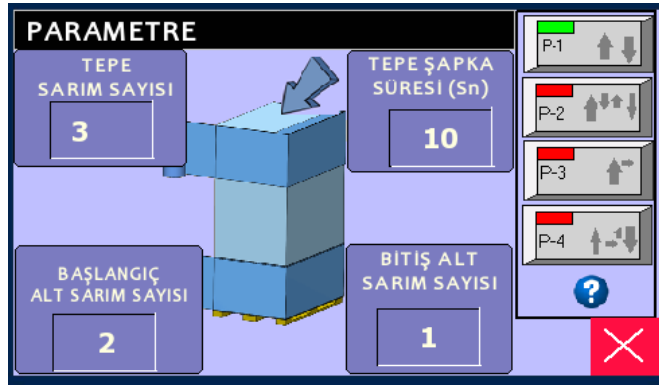 PARAMETRE
TEPE
SARIM SAYISI
3
TEPE ŞAPKA
SÜRESİ (Sn)
10
BAŞLANGIÇ
ALT SARIM SAYISI
2
BİTİŞ ALT
SARIM SAYISI
1
P-1
P-2
P-3
P-4
?